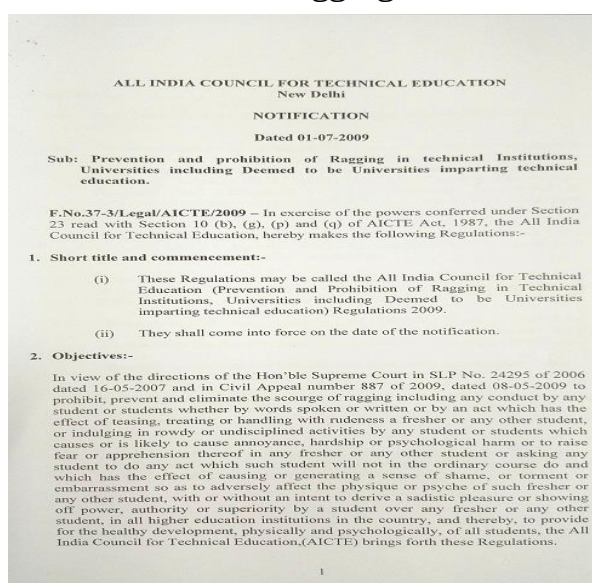 ALL INDIA COUNCIL FOR TECHNICAL EDUCATION
New Delhi
NOTIFICATION
Dated 01-07-2009
Sub: Prevention and prohibition of Ragging in technical Institutions,
Universities including Deemed to be Universities imparting technical
education.
F.No.37-3/Legal/AICTE/2009 – In exercise of the powers conferred under Section
23 read with Section 10 (b), (g), (p) and (q) of AICTE Act, 1987, the All India
Council for Technical Education, hereby makes the following Regulations:-
1. Short title and commencement:-
(i) These Regulations may be called the All India Council for Technical
Education (Prevention and Prohibition of Ragging in Technical
Institutions, Universities including Deemed to be Universities
imparting technical education) Regulations 2009.
(ii) They shall come into force on the date of the notification.
2. Objectives:-
In view of the directions of the Hon'ble Supreme Court in SLP No. 24295 of 2006
dated 16-05-2007 and in Civil Appeal number 887 of 2009, dated 08-05-2009 to
prohibit, prevent and eliminate the scourge of ragging including any conduct by any
student or students whether by words spoken or written or by an act which has the
effect of teasing, treating or handling with rudeness a fresher or any other student,
or indulging in rowdy or undisciplined activities by any student or students which
causes or is likely to cause annoyance, hardship or psychological harm or to raise
fear or apprehension thereof in any fresher or any other student or asking any
student to do any act which such student will not in the ordinary course do and
which has the effect of causing or generating a sense of shame, or torment or
embarrassment so as to adversely affect the physique or psyche of such fresher or
any other student, with or without an intent to derive a sadistic pleasure or showing
off power, authority or superiority by a student over any fresher or any other
student, in all higher education institutions in the country, and thereby, to provide
for the healthy development, physically and psychologically, of all students, the All
India Council for Technical Education,(AICTE) brings forth these Regulations.
1